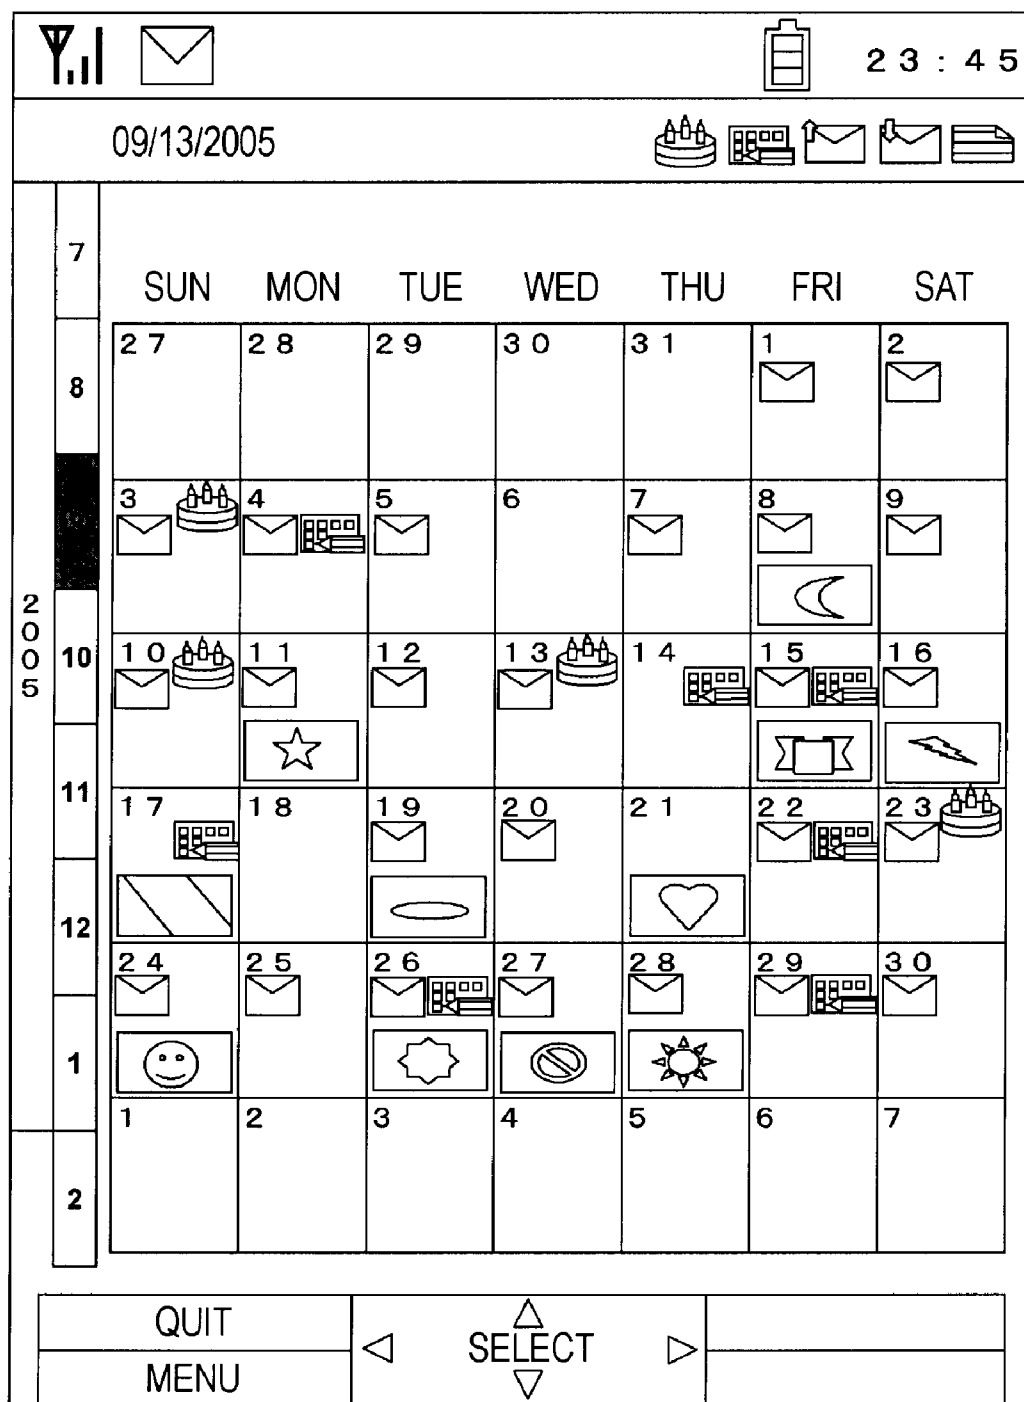 23:45
09/13/2005
2005
7
8
10
11
12
1
2
SUN MON TUE WED THU FRI SAT
27 28 29 30 31 1 2
3 4 5 6 7 8 9
10 11 12 13 14 15 16
17 18 19 20 21 22 23
24 25 26 27 28 29 30
1 2 3 4 5 6 7
QUIT
SELECT
MENU